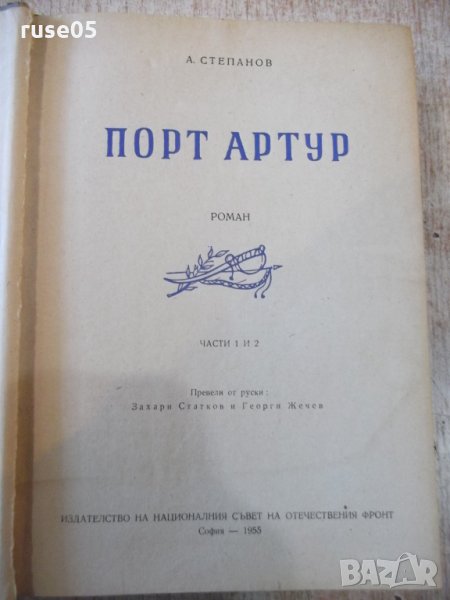 ruse05
А. СТЕПАНОВ
ПОРТ АРТУР
РОМАН
ЧАСТИ 1 И 2
Превели от руски:
Захари Статков и Георги Жечев
ИЗДАТЕЛСТВО НА НАЦИОНАЛНИЯ СЪВЕТ НА ОТЕЧЕСТВЕНИЯ ФРОНТ
София — 1955
BAZAR